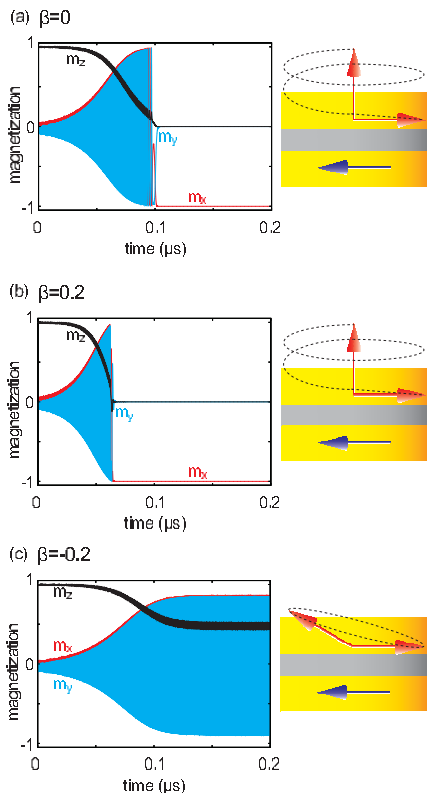 (a) β=0
1
0
-1
magnetization
mz
my
mx
0
0.1
0.2
time (μs)
(b) β=0.2
1
0
-1
magnetization
mz
my
mx
0
0.1
0.2
time (μs)
(c) β=-0.2
1
0
-1
magnetization
mz
mx
my
0
0.1
0.2
time (μs)